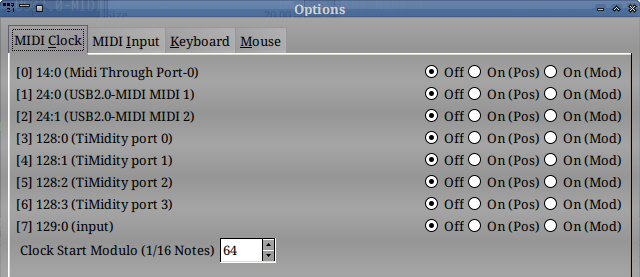 Options
MIDI Clock MIDI Input Keyboard Mouse
[0] 14:0 (Midi Through Port-0) Off On (Pos) On (Mod)
[1] 24:0 (USB2.0-MIDI MIDI 1) Off On (Pos) On (Mod)
[2] 24:1 (USB2.0-MIDI MIDI 2) Off On (Pos) On (Mod)
[3] 128:0 (TiMidity port 0) Off On (Pos) On (Mod)
[4] 128:1 (TiMidity port 1) Off On (Pos) On (Mod)
[5] 128:2 (TiMidity port 2) Off On (Pos) On (Mod)
[6] 128:3 (TiMidity port 3) Off On (Pos) On (Mod)
[7] 129:0 (input) Off On (Pos) On (Mod)
Clock Start Modulo (1/16 Notes) 64